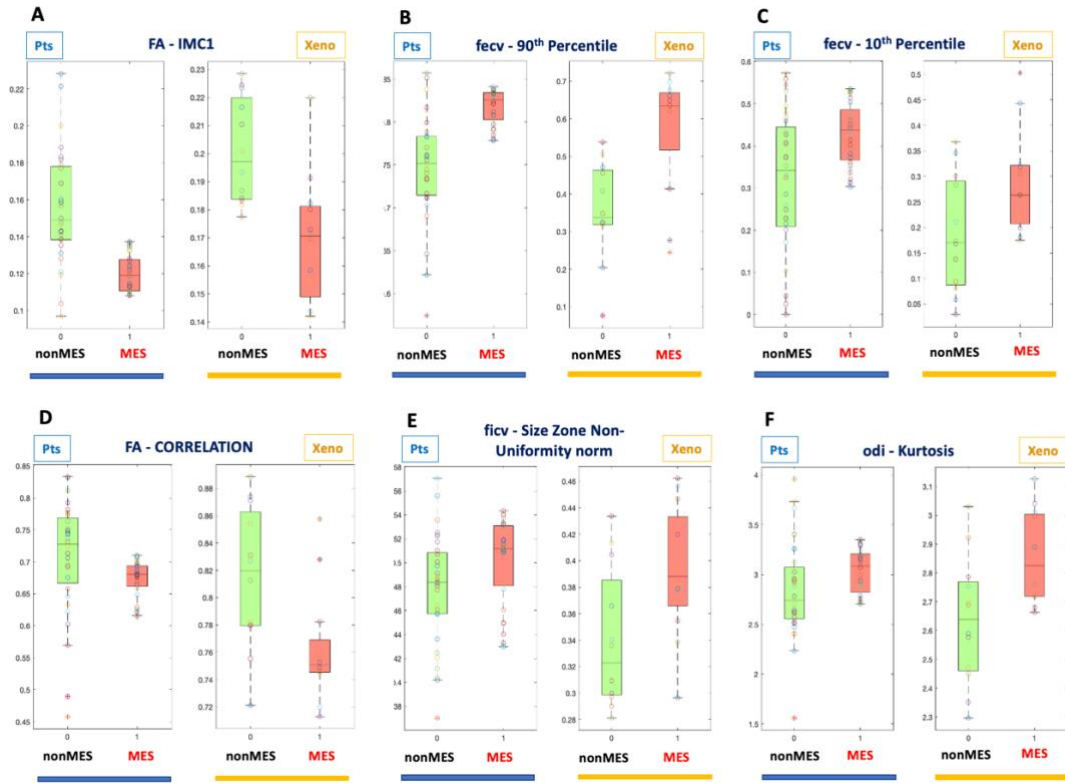 A
FA - IMC1
Pts
Xeno
0.22
0.2
0.18
0.16
0.14
0.12
0.1
0.23
0.22
0.21
0.2
0.19
0.18
0.17
0.16
0.15
0.14
0
1
0
1
nonMES
MES
nonMES
MES
B
fecv - 90th Percentile
Pts
Xeno
.85
.8
.75
.7
.65
.6
0.7
0.6
0.5
0.4
0.3
0.2
0.1
0
1
0
1
nonMES
MES
nonMES
MES
C
fecv - 10th Percentile
Pts
Xeno
0.6
0.5
0.4
0.3
0.2
0.1
0
0.5
0.45
0.4
0.35
0.3
0.25
0.2
0.15
0.1
0.05
0
1
0
1
nonMES
MES
nonMES
MES
D
FA - CORRELATION
Pts
Xeno
0.85
0.8
0.75
0.7
0.65
0.6
0.55
0.5
0.45
0.88
0.86
0.84
0.82
0.8
0.78
0.76
0.74
0.72
0
1
0
1
nonMES
MES
nonMES
MES
E
ficv - Size Zone Non-
Uniformity norm
Pts
Xeno
58
56
54
52
.5
48
46
44
42
.4
38
0.46
0.44
0.42
0.4
0.38
0.36
0.34
0.32
0.3
0.28
0
1
0
1
nonMES
MES
nonMES
MES
F
odi - Kurtosis
Pts
Xeno
4
3.5
3
2.5
2
1.5
3.1
3
2.9
2.8
2.7
2.6
2.5
2.4
2.3
0
1
0
1
nonMES
MES
nonMES
MES